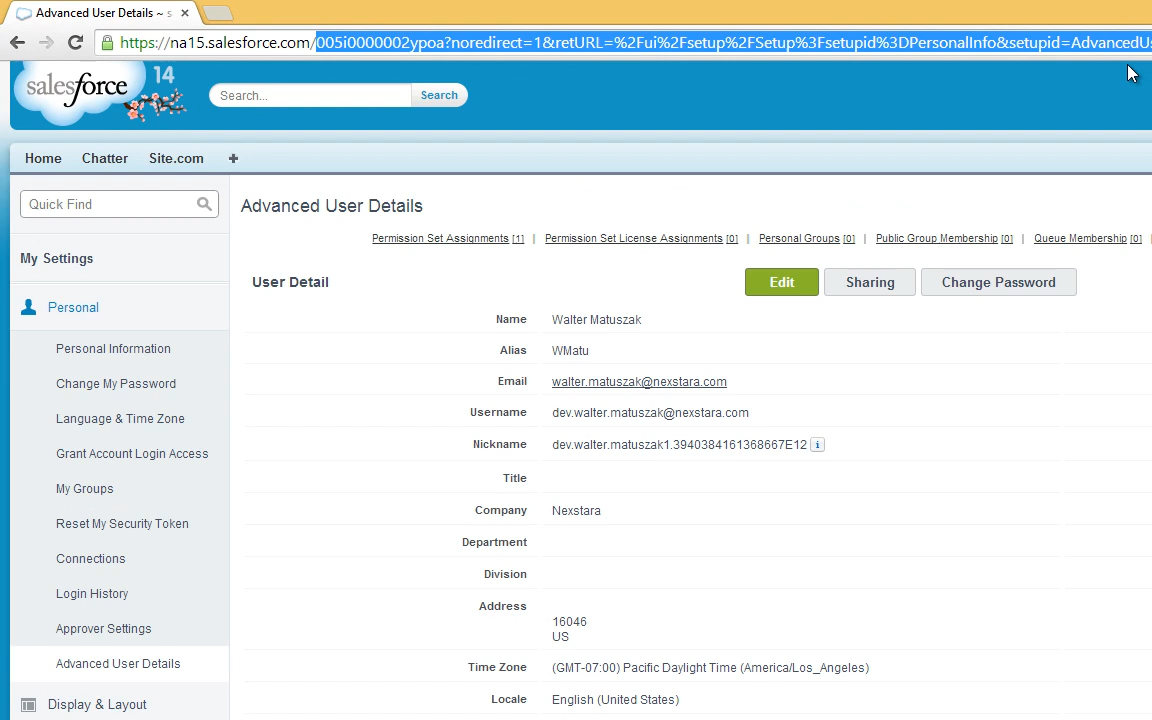 Advanced User Details ~ s
https://na15.salesforce.com/005i0000002ypoa?noredirect=1&retURL=%2Fui%2Fsetup%2FSetup%3Fsetupid%3DPersonalInfo&setupid=AdvancedUs
salesforce 14 Search... Search
Home Chatter Site.com
Quick Find
Advanced User Details
Permission Set Assignments [1] | Permission Set License Assignments [0] | Personal Groups [0] | Public Group Membership [0] | Queue Membership [0] |
My Settings
User Detail Edit Sharing Change Password
Personal
Personal Information
Change My Password
Language & Time Zone
Grant Account Login Access
My Groups
Reset My Security Token
Connections
Login History
Approver Settings
Advanced User Details
Display & Layout
Name Walter Matuszak
Alias WMatu
Email walter.matuszak@nexstara.com
Username dev.walter.matuszak@nexstara.com
Nickname dev.walter.matuszak1.3940384161368667E12 i
Title
Company Nexstara
Department
Division
Address
16046
US
Time Zone (GMT-07:00) Pacific Daylight Time (America/Los_Angeles)
Locale English (United States)